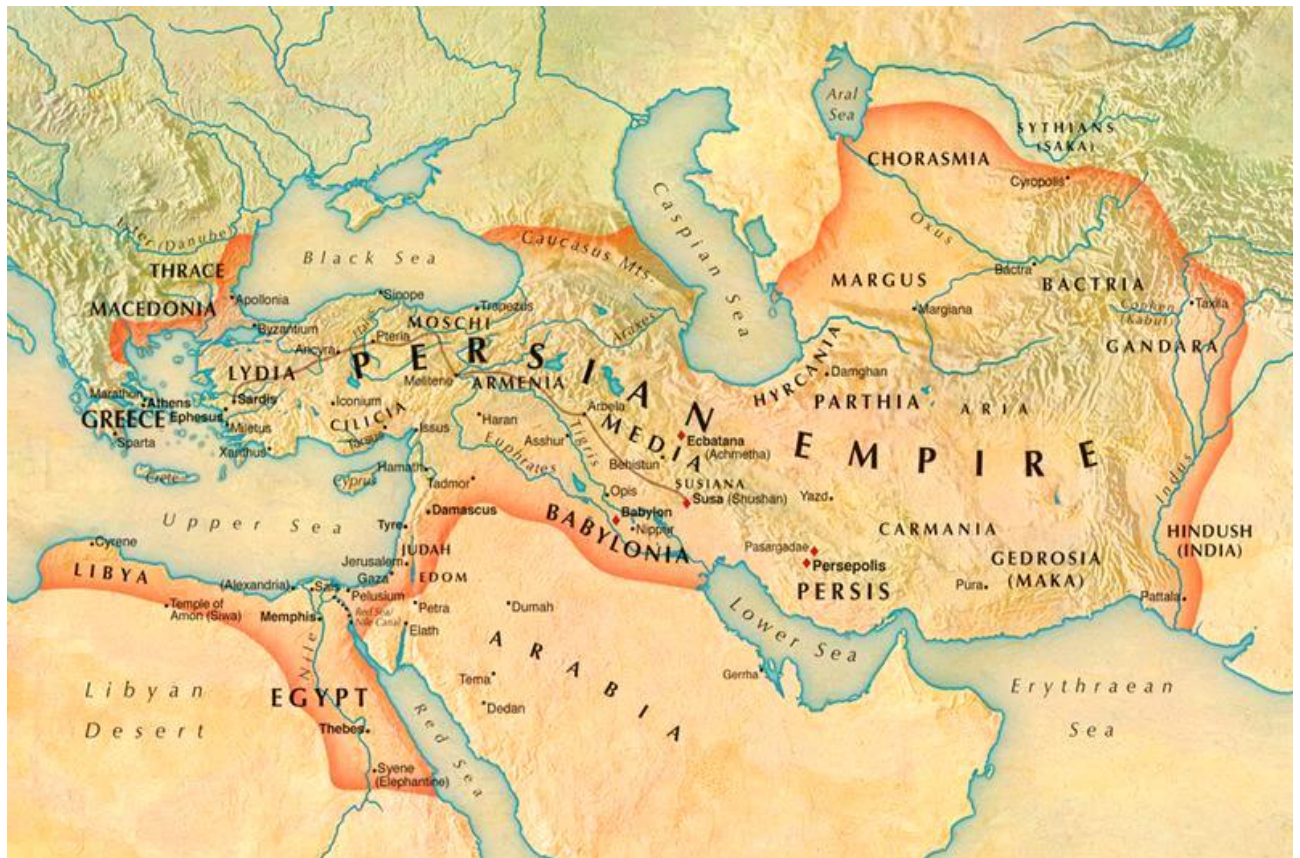 Aral
Sea
SYTHIANS
(SAKA)
CHORASMIA
Cyropolis
Caspian Sea
Oxus
Ister (Danube)
Black Sea
Caucasus Mts.
THRACE
MACEDONIA
Apollonia
Sinope
Trapezus
Byzantium
Halys
Pteria
MOSCHI
Araxes
Ancyra
MARGUS
Margiana
Bactra
BACTRIA
Cophen
(Kabul)
Taxila
GANDARA
PERSIAN EMPIRE
LYDIA
Melitene
ARMENIA
HYRCANIA
Damghan
PARTHIA
ARIA
Marathon
Athens
GREECE
Sparta
Sardis
Ephesus
Miletus
Xanthus
Iconium
CILICIA
Tarsus
Issus
Haran
Arbela
MEDIA
Asshur
Tigris
Euphrates
Ecbatana
(Achmetha)
Behistun
SUSIANA
Susa (Shushan)
Opis
Babylon
Nippur
BABYLONIA
Yazd
Indus
Crete
Cyprus
Hamath
Tadmor
Upper Sea
Tyre
Damascus
CARMANIA
GEDROSIA
(MAKA)
HINDUSH
(INDIA)
Pura
Pattala
Pasargadae
Persepolis
PERSIS
Cyrene
LIBYA
Jerusalem
JUDAH
Gaza
EDOM
(Alexandria)
Sais
Pelusium
Temple of
Amon (Siwa)
Memphis
Red Sea/
Nile Canal
Petra
Elath
Dumah
Lower Sea
ARABIA
Nile
Tema
Dedan
Gerrha
Erythraean
Sea
Libyan
Desert
EGYPT
Thebes
Red Sea
Syene
(Elephantine)